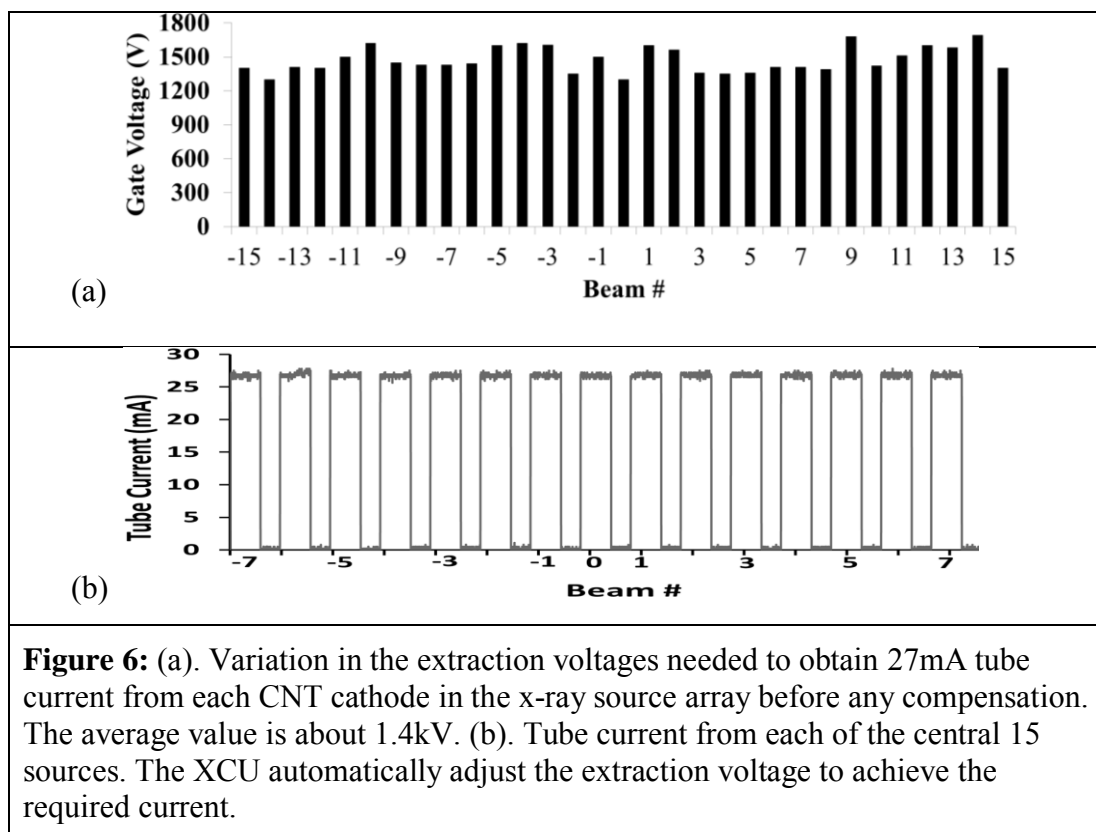 1800
1500
1200
900
600
300
0
Gate Voltage (V)
-15 -13 -11 -9 -7 -5 -3 -1 1 3 5 7 9 11 13 15
Beam #
(a)
30
25
20
15
10
5
0
Tube Current (mA)
-7 -5 -3 -1 0 1 3 5 7
Beam #
(b)
Figure 6: (a). Variation in the extraction voltages needed to obtain 27mA tube
current from each CNT cathode in the x-ray source array before any compensation.
The average value is about 1.4kV. (b). Tube current from each of the central 15
sources. The XCU automatically adjust the extraction voltage to achieve the
required current.